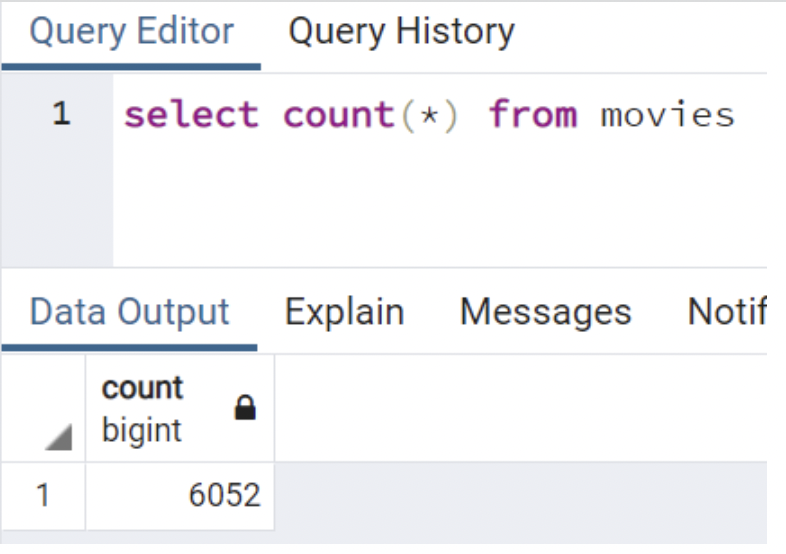 Query Editor Query History
1 select count(*) from movies
Data Output Explain Messages Notif
count
bigint
1 6052